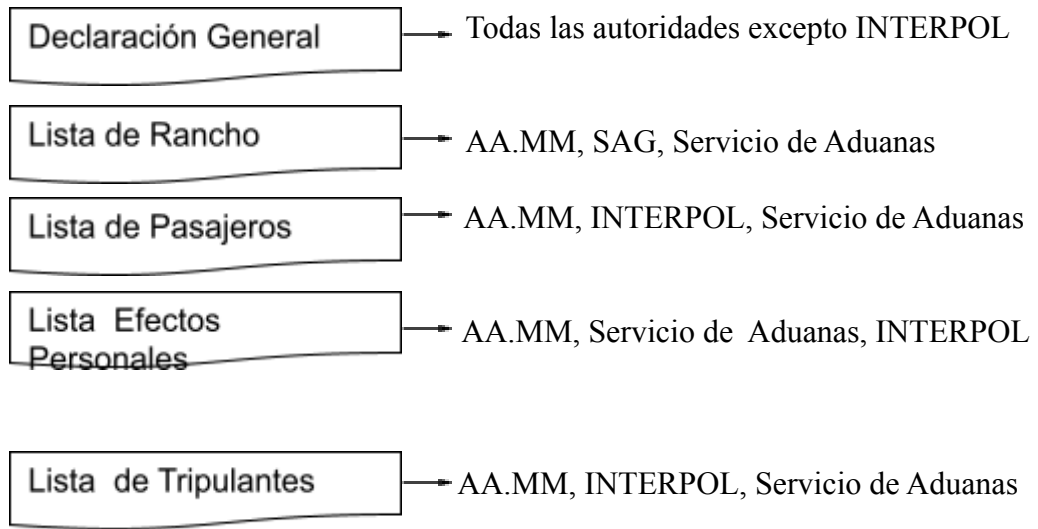 Declaración General
Todas las autoridades excepto INTERPOL
Lista de Rancho
AA.MM, SAG, Servicio de Aduanas
Lista de Pasajeros
AA.MM, INTERPOL, Servicio de Aduanas
Lista Efectos
Personales
AA.MM, Servicio de Aduanas, INTERPOL
Lista de Tripulantes
AA.MM, INTERPOL, Servicio de Aduanas